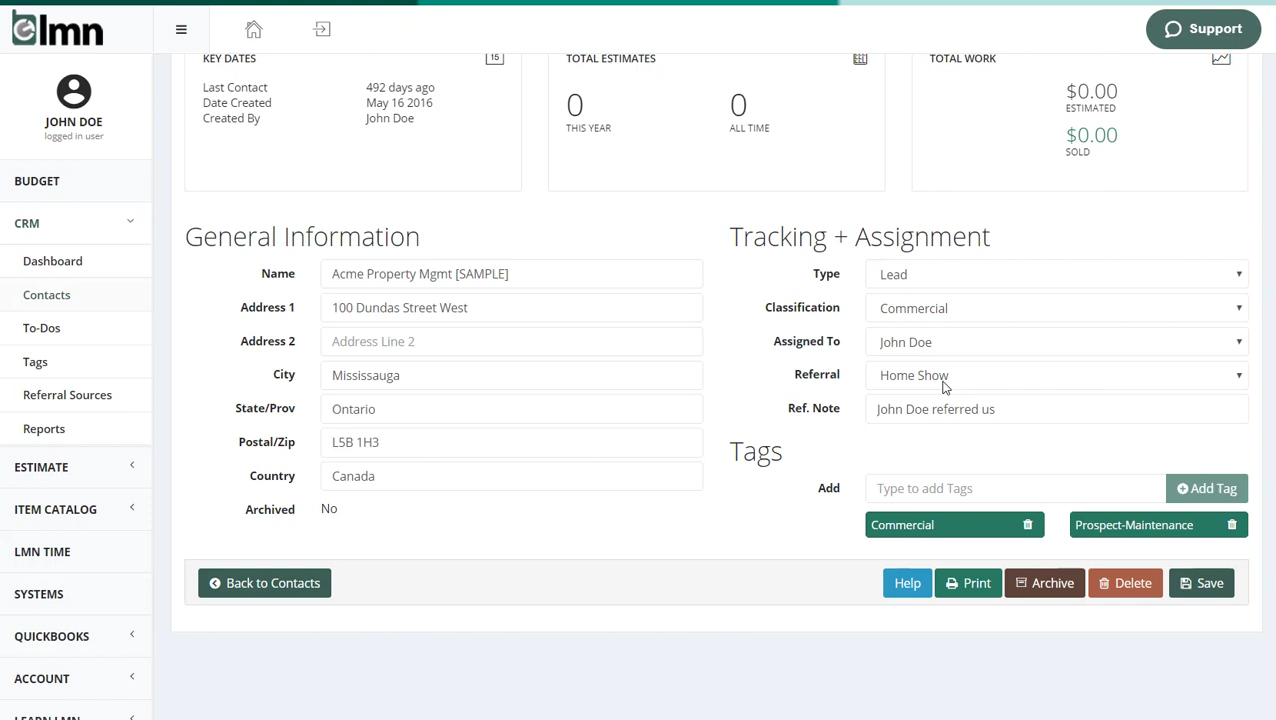 lmn
Support
JOHN DOE
logged in user
BUDGET
CRM
Dashboard
Contacts
To-Dos
Tags
Referral Sources
Reports
ESTIMATE
ITEM CATALOG
LMN TIME
SYSTEMS
QUICKBOOKS
ACCOUNT
LEARN LMN
KEY DATES
15
Last Contact 492 days ago
Date Created May 16 2016
Created By John Doe
TOTAL ESTIMATES
0 0
THIS YEAR ALL TIME
TOTAL WORK
$0.00
ESTIMATED
$0.00
SOLD
General Information
Name Acme Property Mgmt [SAMPLE]
Address 1 100 Dundas Street West
Address 2 Address Line 2
City Mississauga
State/Prov Ontario
Postal/Zip L5B 1H3
Country Canada
Archived No
Tracking + Assignment
Type Lead
Classification Commercial
Assigned To John Doe
Referral Home Show
Ref. Note John Doe referred us
Tags
Add Type to add Tags Add Tag
Commercial Prospect-Maintenance
Back to Contacts Help Print Archive Delete Save